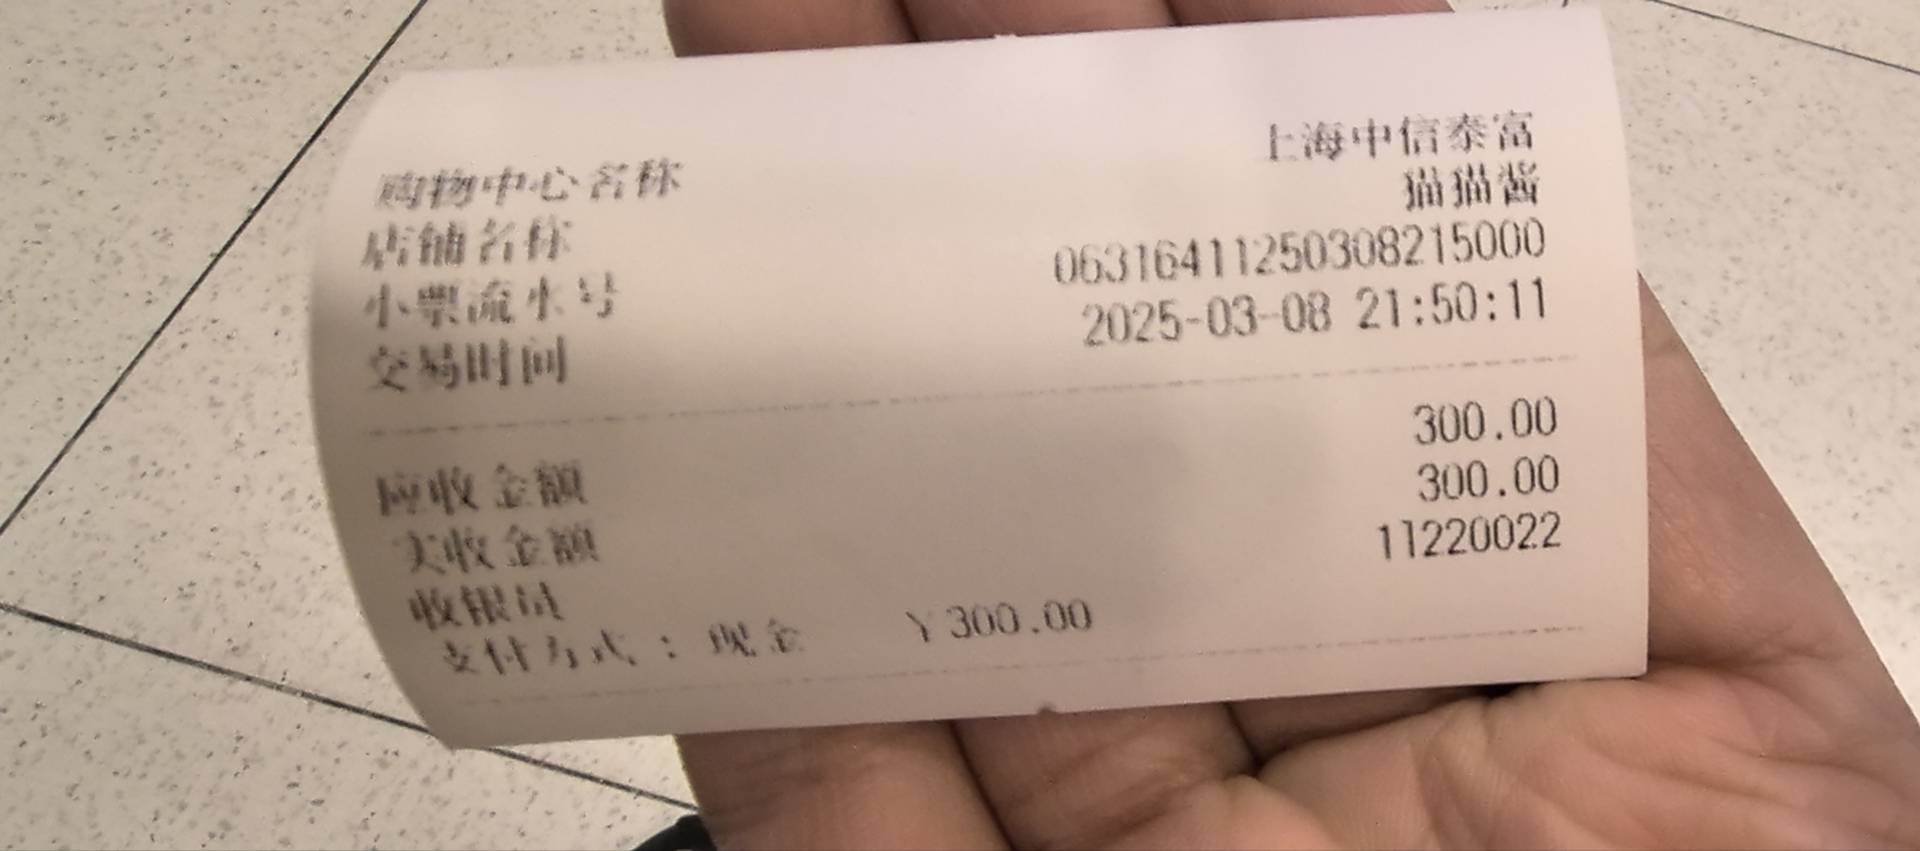 购物中心名称 上海中信泰富
店铺名称 猫猫酱
小票流水号 063164112503082150​00
交易时间 2025-03-08 21:50:11
应收金额 300.00
实收金额 300.00
收银员 11220022
支付方式：现金 ¥300.00